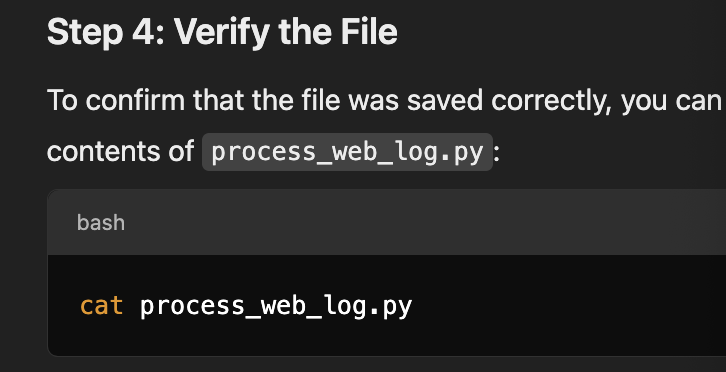 Step 4: Verify the File
To confirm that the file was saved correctly, you can
contents of process_web_log.py:
bash
cat process_web_log.py